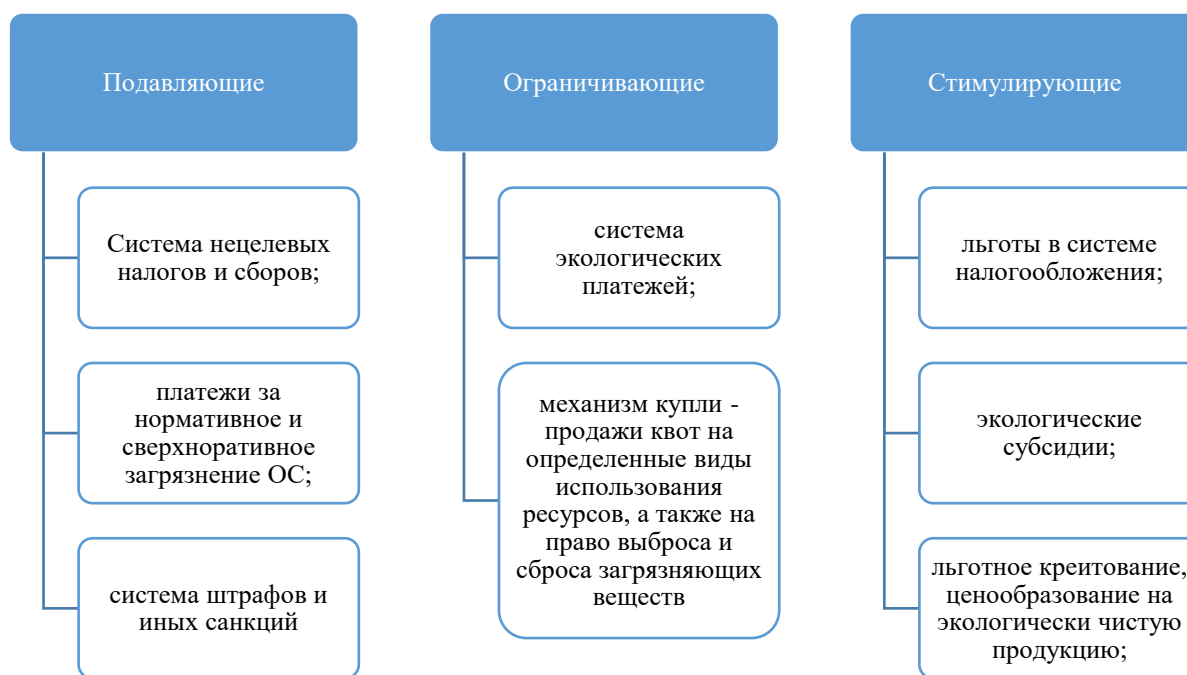 Подавляющие
Система нецелевых
налогов и сборов;
платежи за
нормативное и
сверхноративное
загрязнение ОС;
система штрафов и
иных санкций
Ограничивающие
система
экологических
платежей;
механизм купли -
продажи квот на
определенные виды
использования
ресурсов, а также на
право выброса и
сброса загрязняющих
веществ
Стимулирующие
льготы в системе
налогообложения;
экологические
субсидии;
льготное креитование,
ценообразование на
экологически чистую
продукцию;